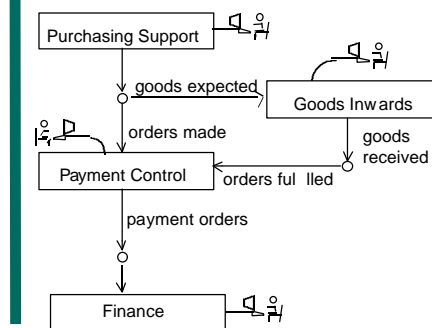 Purchasing Support
goods expected
Goods Inwards
orders made
goods
received
Payment Control
orders ful lled
payment orders
Finance